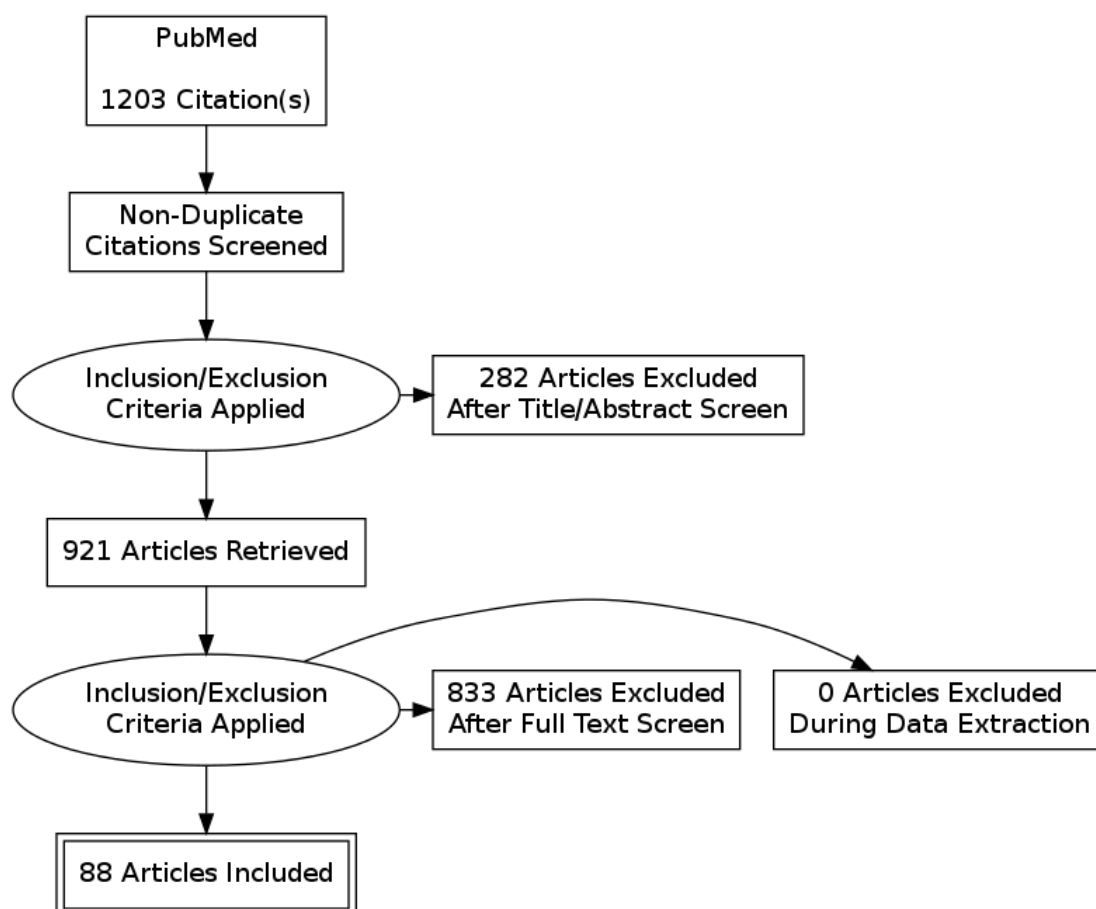 PubMed
1203 Citation(s)
Non-Duplicate
Citations Screened
Inclusion/Exclusion
Criteria Applied
282 Articles Excluded
After Title/Abstract Screen
921 Articles Retrieved
Inclusion/Exclusion
Criteria Applied
833 Articles Excluded
After Full Text Screen
0 Articles Excluded
During Data Extraction
88 Articles Included